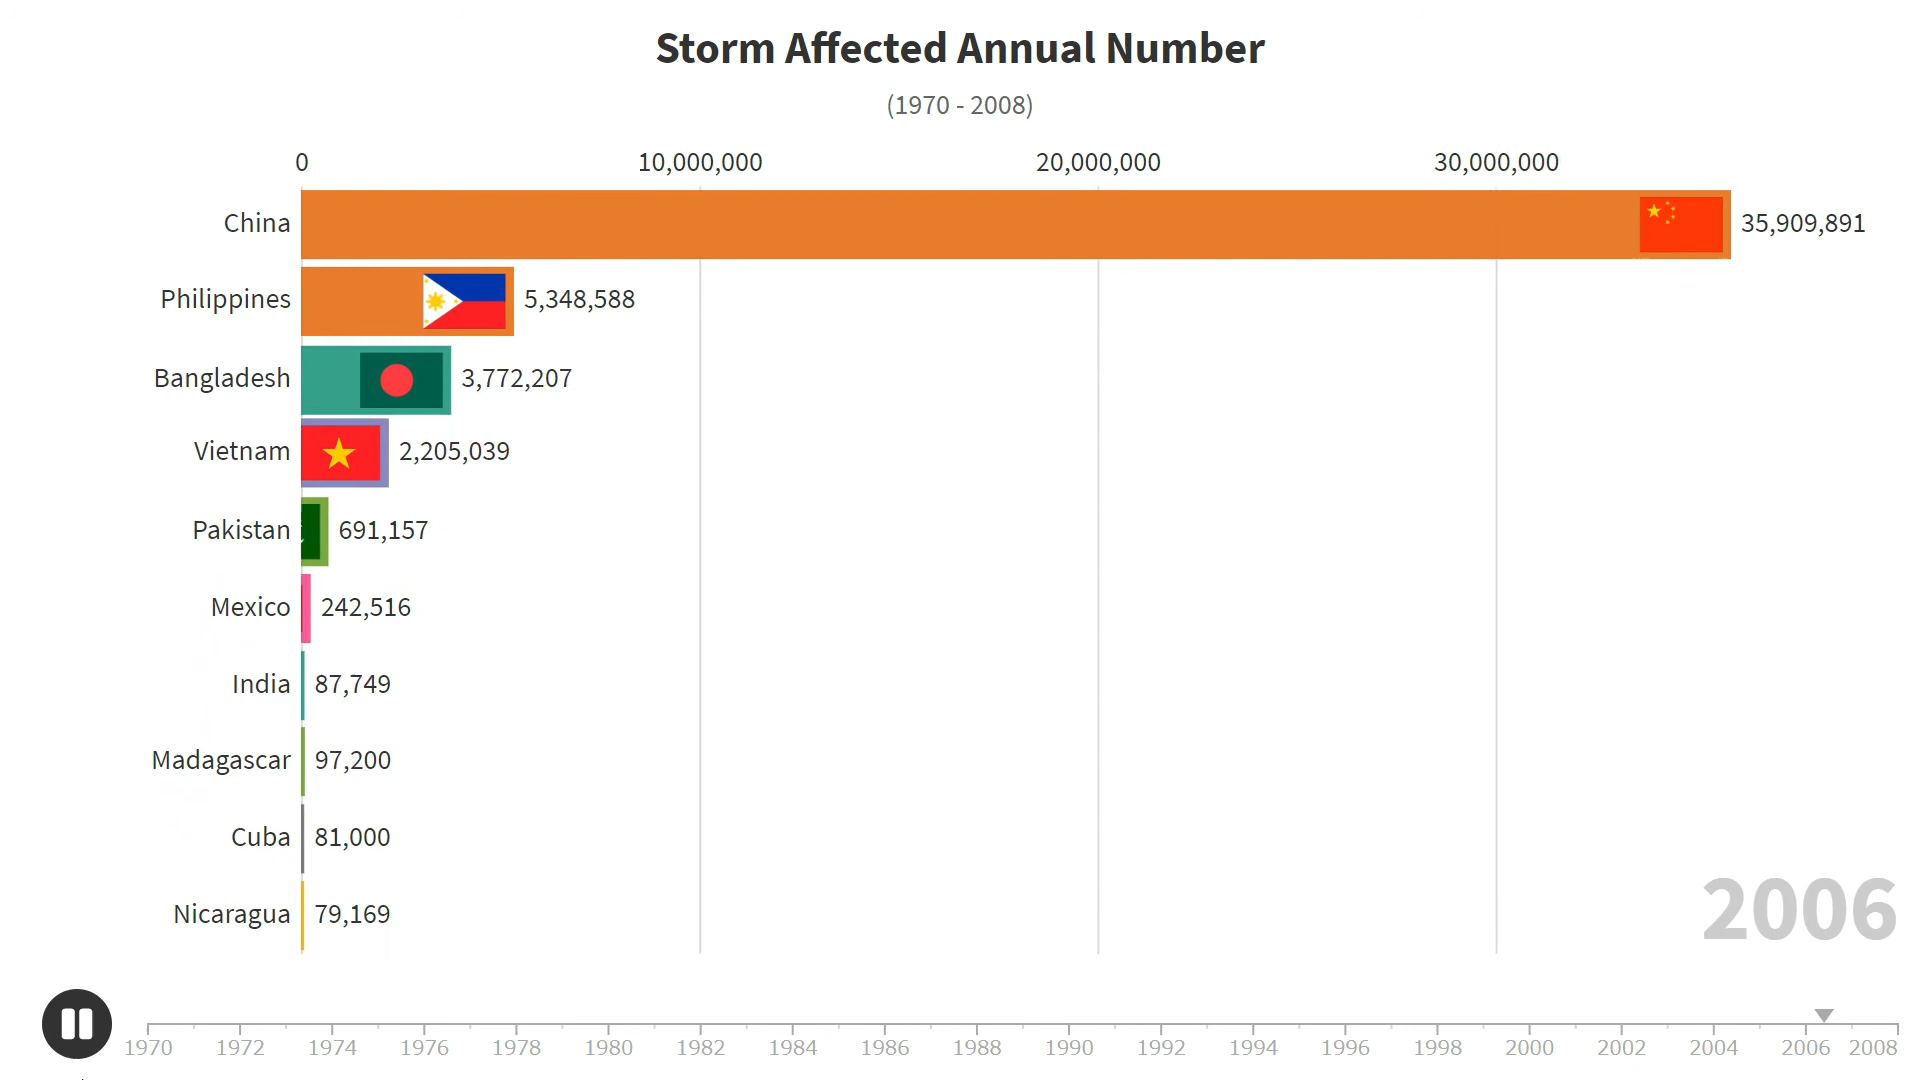 Storm Affected Annual Number
(1970 - 2008)
0 10,000,000 20,000,000 30,000,000
China 35,909,891
Philippines 5,348,588
Bangladesh 3,772,207
Vietnam 2,205,039
Pakistan 691,157
Mexico 242,516
India 87,749
Madagascar 97,200
Cuba 81,000
Nicaragua 79,169
2006
1970 1972 1974 1976 1978 1980 1982 1984 1986 1988 1990 1992 1994 1996 1998 2000 2002 2004 2006 2008